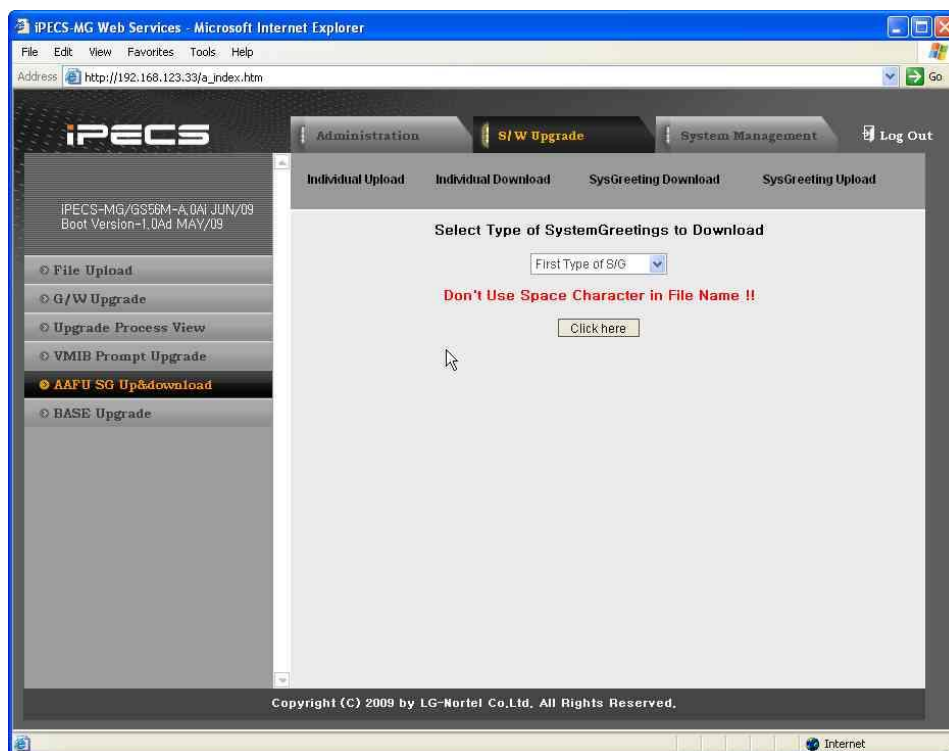 iPECS-MG Web Services - Microsoft Internet Explorer
File Edit View Favorites Tools Help
Address http://192.168.123.33/a_index.htm Go
iPECS
Administration S/W Upgrade System Management Log Out
Individual Upload Individual Download SysGreeting Download SysGreeting Upload
iPECS-MG/GS56M-A.0Ai JUN/09
Boot Version-1.0Ad MAY/09
Select Type of SystemGreetings to Download
First Type of S/G
Don't Use Space Character in File Name !!
Click here
File Upload
G/W Upgrade
Upgrade Process View
VMIB Prompt Upgrade
AAFU SG Up&download
BASE Upgrade
Copyright (C) 2009 by LG-Nortel Co,Ltd, All Rights Reserved,
Internet